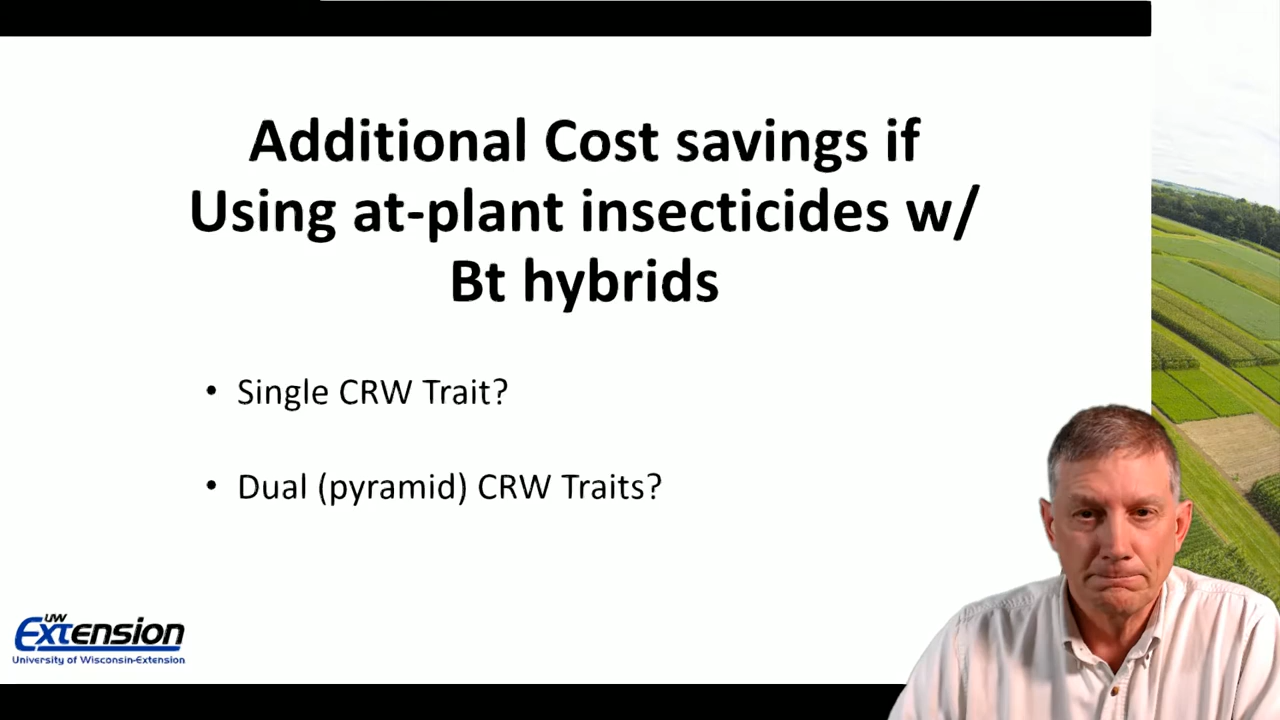 Additional Cost savings if
Using at-plant insecticides w/
Bt hybrids
• Single CRW Trait?
• Dual (pyramid) CRW Traits?
UW
Extension
University of Wisconsin-Extension